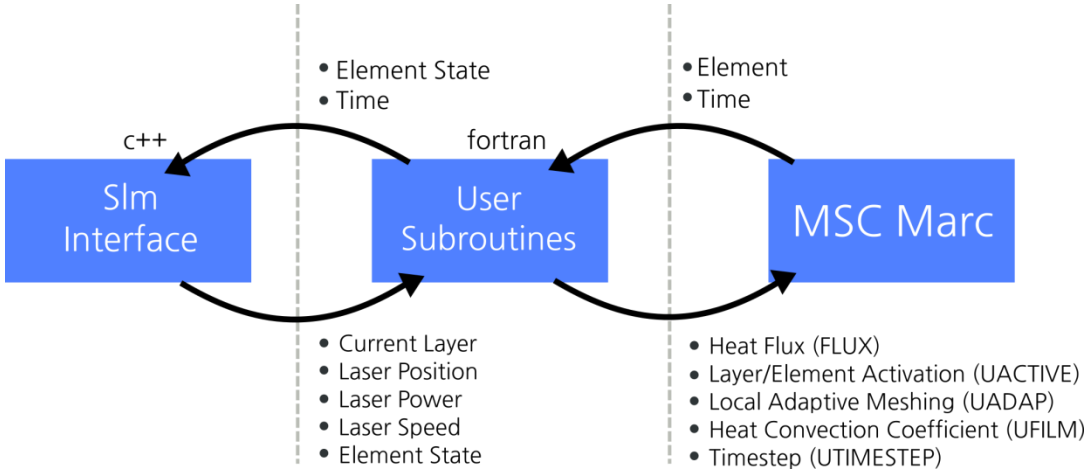 • Element State
• Time
• Element
• Time
c++
fortran
Slm
Interface
User
Subroutines
MSC Marc
• Current Layer
• Laser Position
• Laser Power
• Laser Speed
• Element State
• Heat Flux (FLUX)
• Layer/Element Activation (UACTIVE)
• Local Adaptive Meshing (UADAP)
• Heat Convection Coefficient (UFILM)
• Timestep (UTIMESTEP)